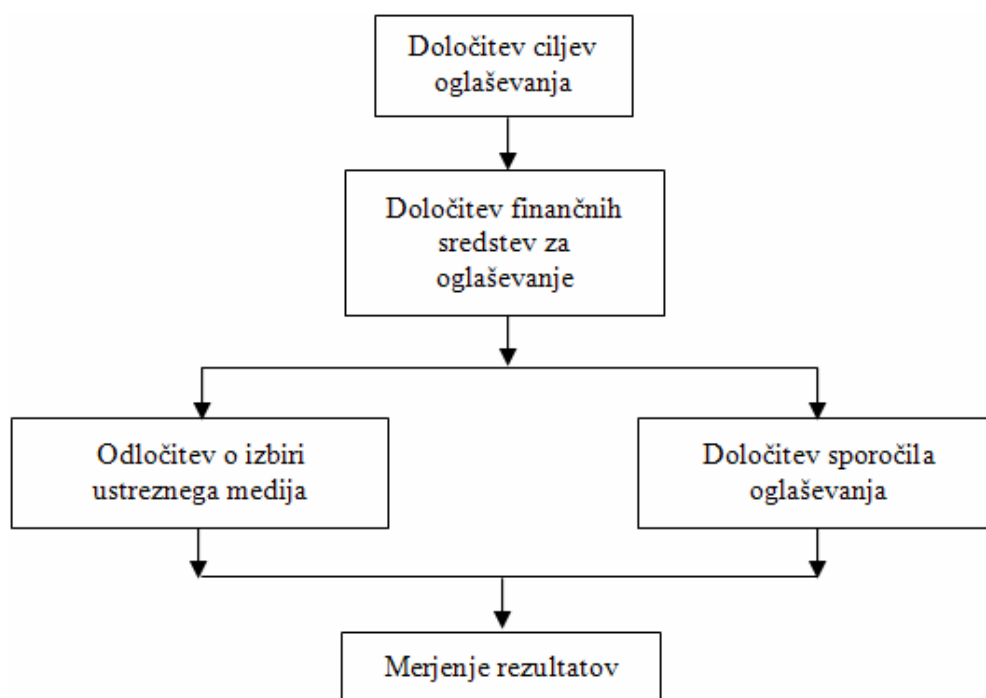 Določitev ciljev
oglaševanja
Določitev finančnih
sredstev za
oglaševanje
Odločitev o izbiri
ustreznega medija
Določitev sporočila
oglaševanja
Merjenje rezultatov